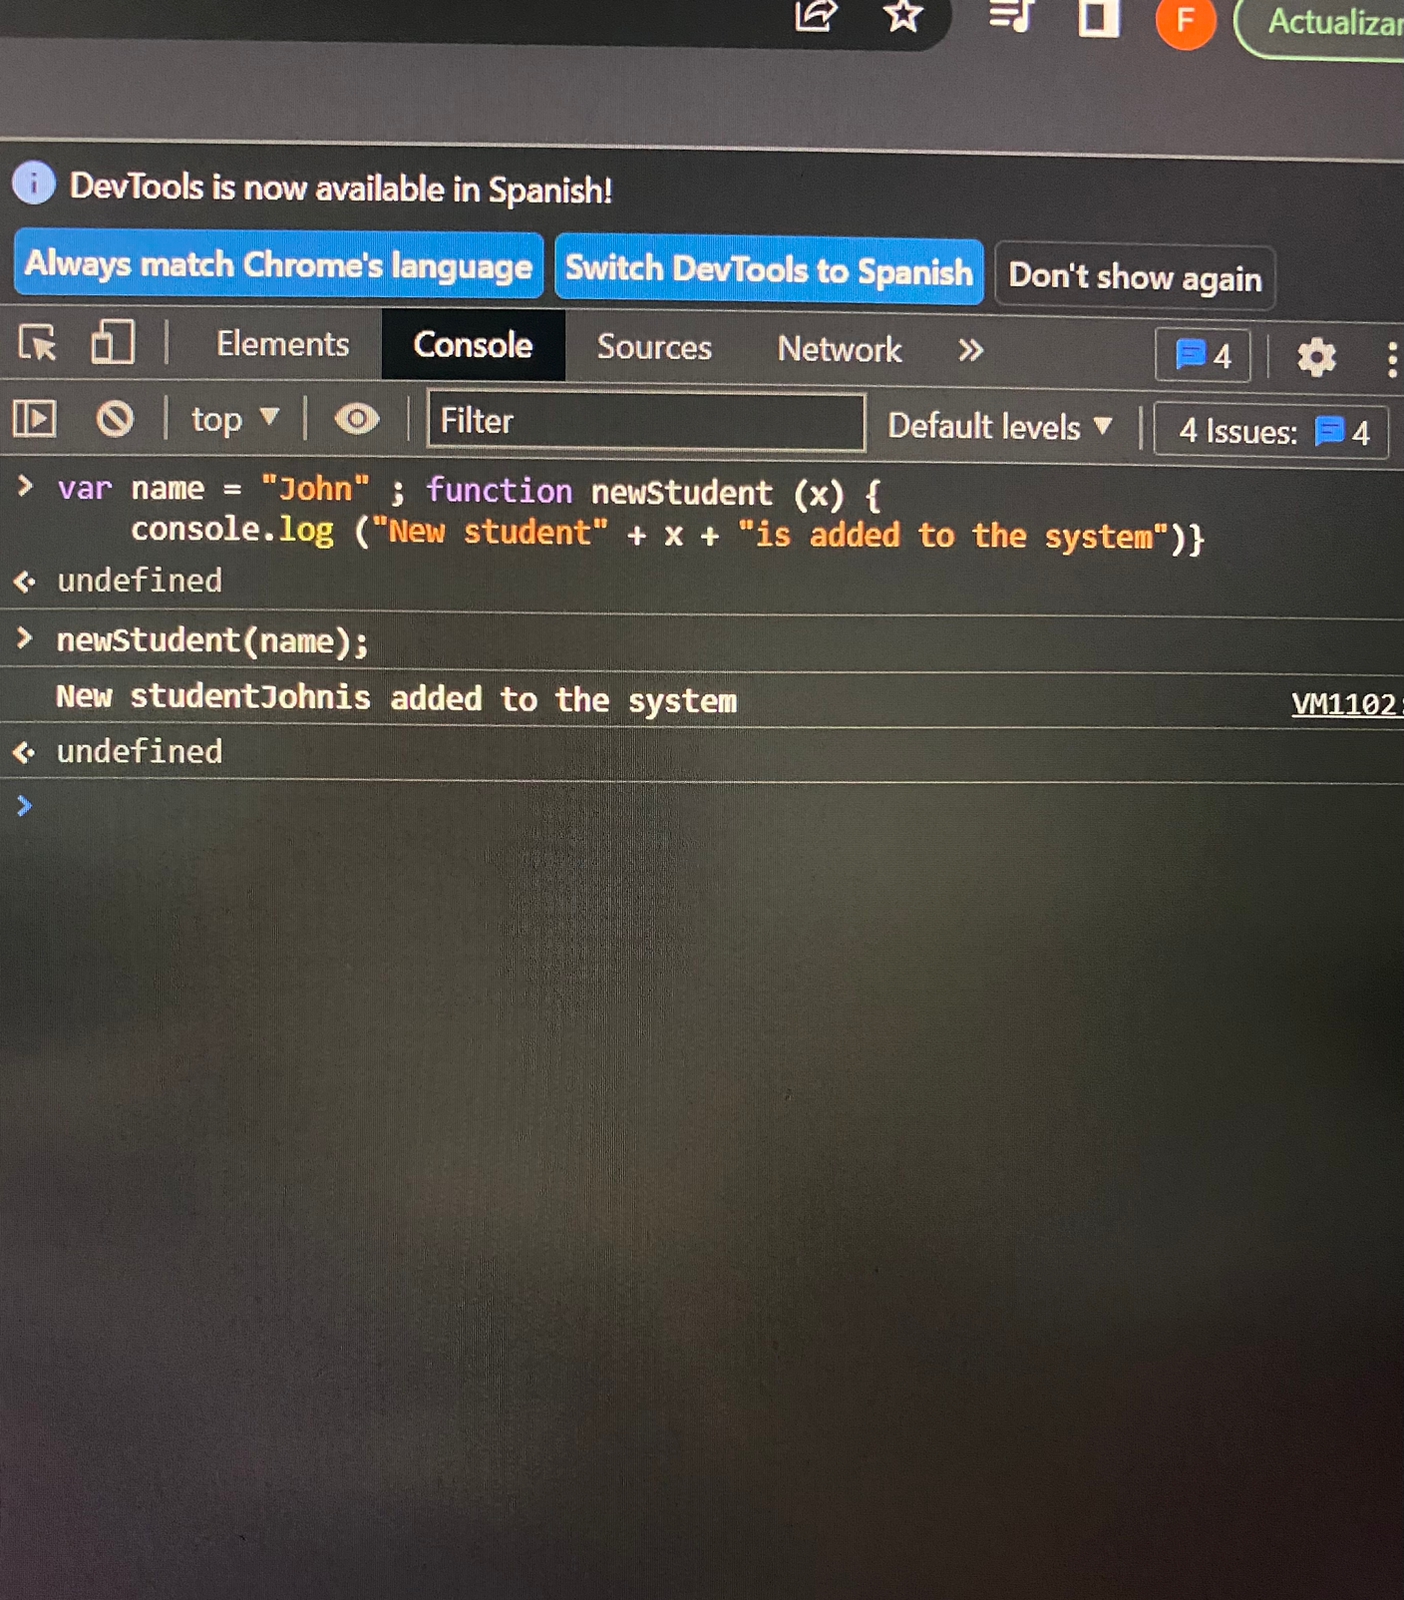 F
Actualizar
DevTools is now available in Spanish!
Always match Chrome's language Switch DevTools to Spanish Don't show again
Elements Console Sources Network 4
top Filter Default levels 4 Issues: 4
> var name = "John" ; function newStudent (x) {
console.log ("New student" + x + "is added to the system")}
undefined
> newStudent(name);
New studentJohnis added to the system VM1102:
undefined
>